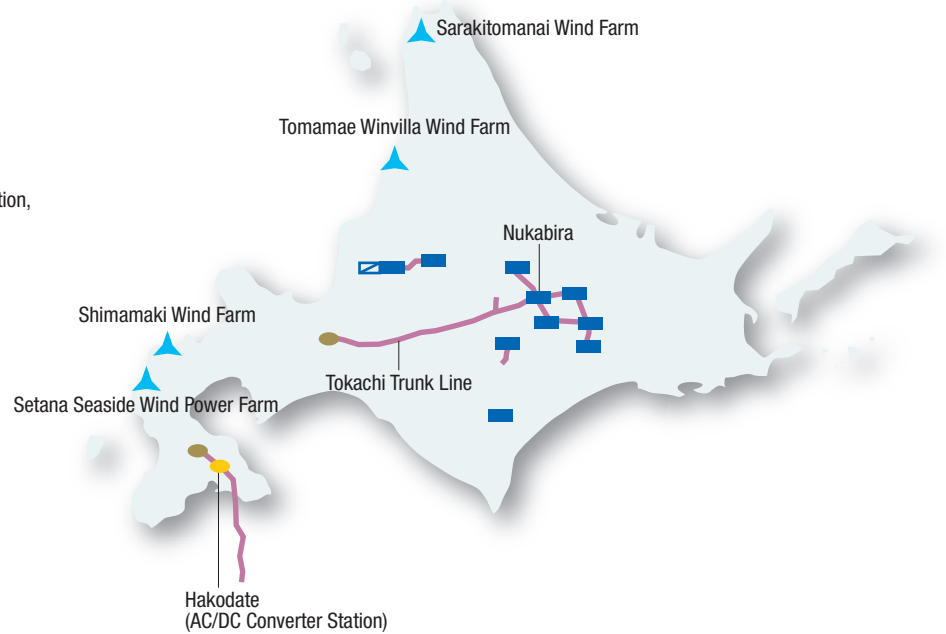 Sarakitomanai Wind Farm
Tomamae Winvilla Wind Farm
tion,
Nukabira
Shimamaki Wind Farm
Tokachi Trunk Line
Setana Seaside Wind Power Farm
Hakodate
(AC/DC Converter Station)